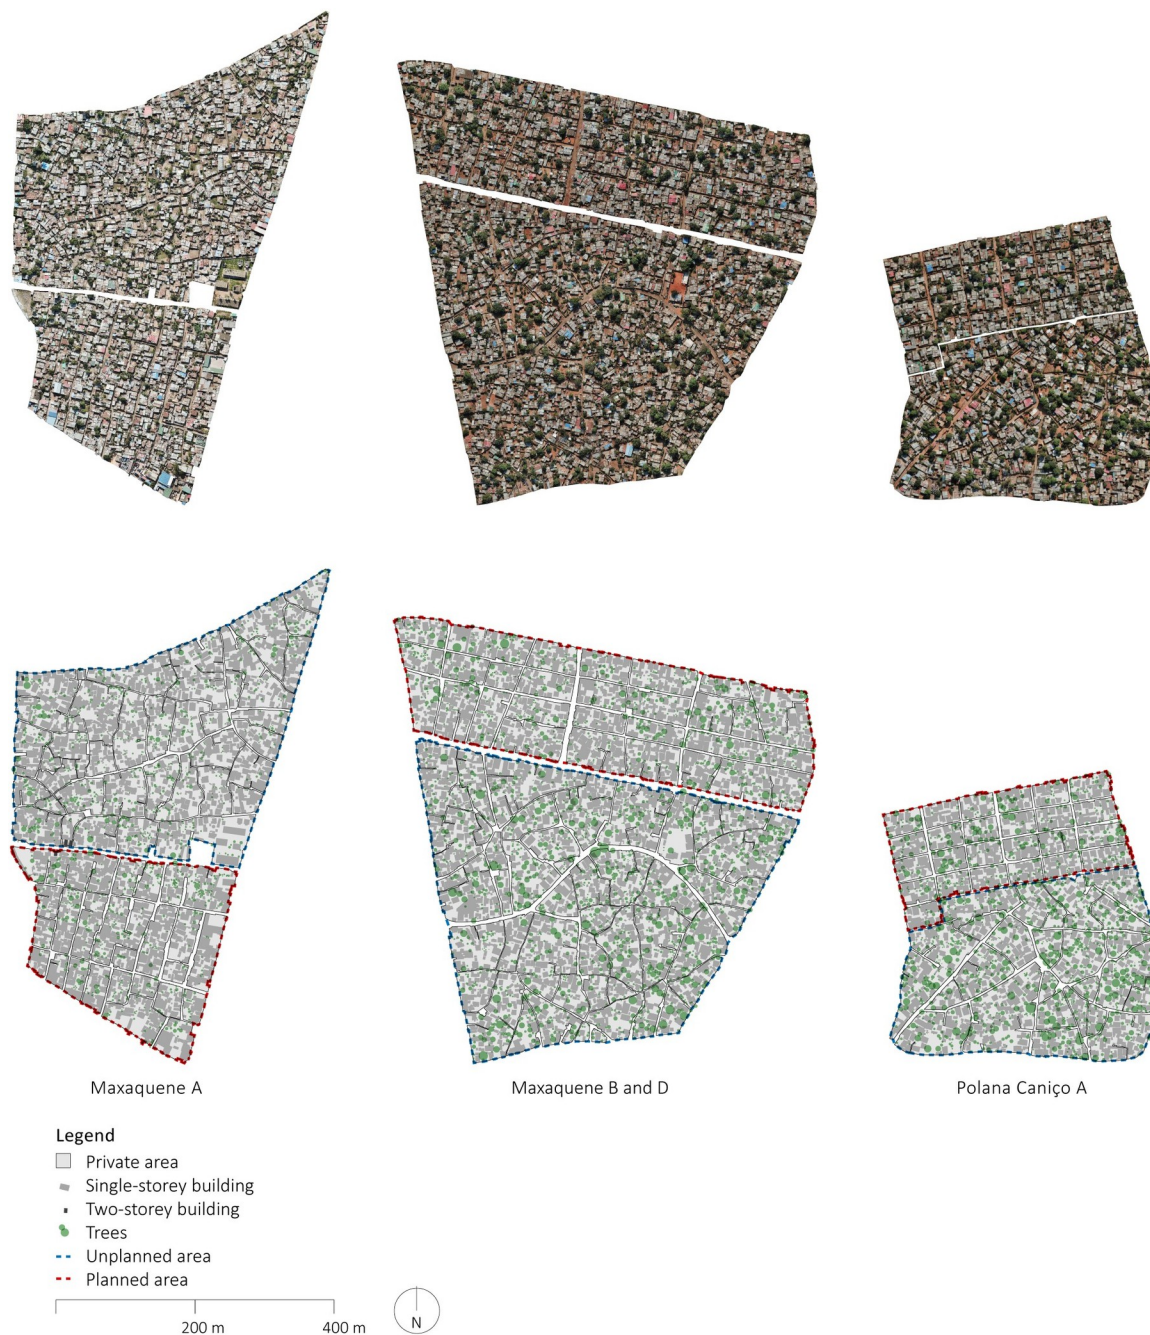 Maxaquene A
Maxaquene B and D
Polana Caniço A
Legend
Private area
Single-storey building
Two-storey building
Trees
Unplanned area
Planned area
200 m
400 m
N